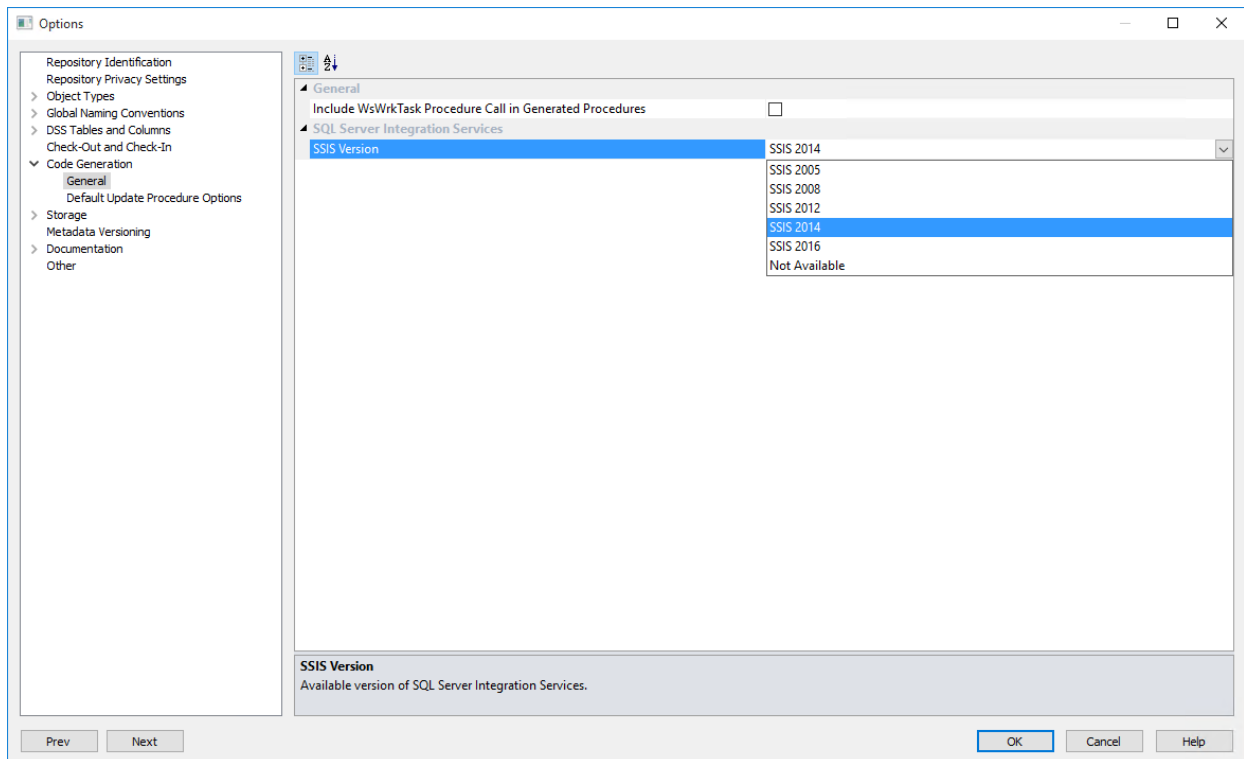 Options
Repository Identification
Repository Privacy Settings
Object Types
Global Naming Conventions
DSS Tables and Columns
Check-Out and Check-In
Code Generation
General
Default Update Procedure Options
Storage
Metadata Versioning
Documentation
Other
General
Include WsWrkTask Procedure Call in Generated Procedures
SQL Server Integration Services
SSIS Version SSIS 2014
SSIS 2005
SSIS 2008
SSIS 2012
SSIS 2014
SSIS 2016
Not Available
SSIS Version
Available version of SQL Server Integration Services.
Prev Next OK Cancel Help